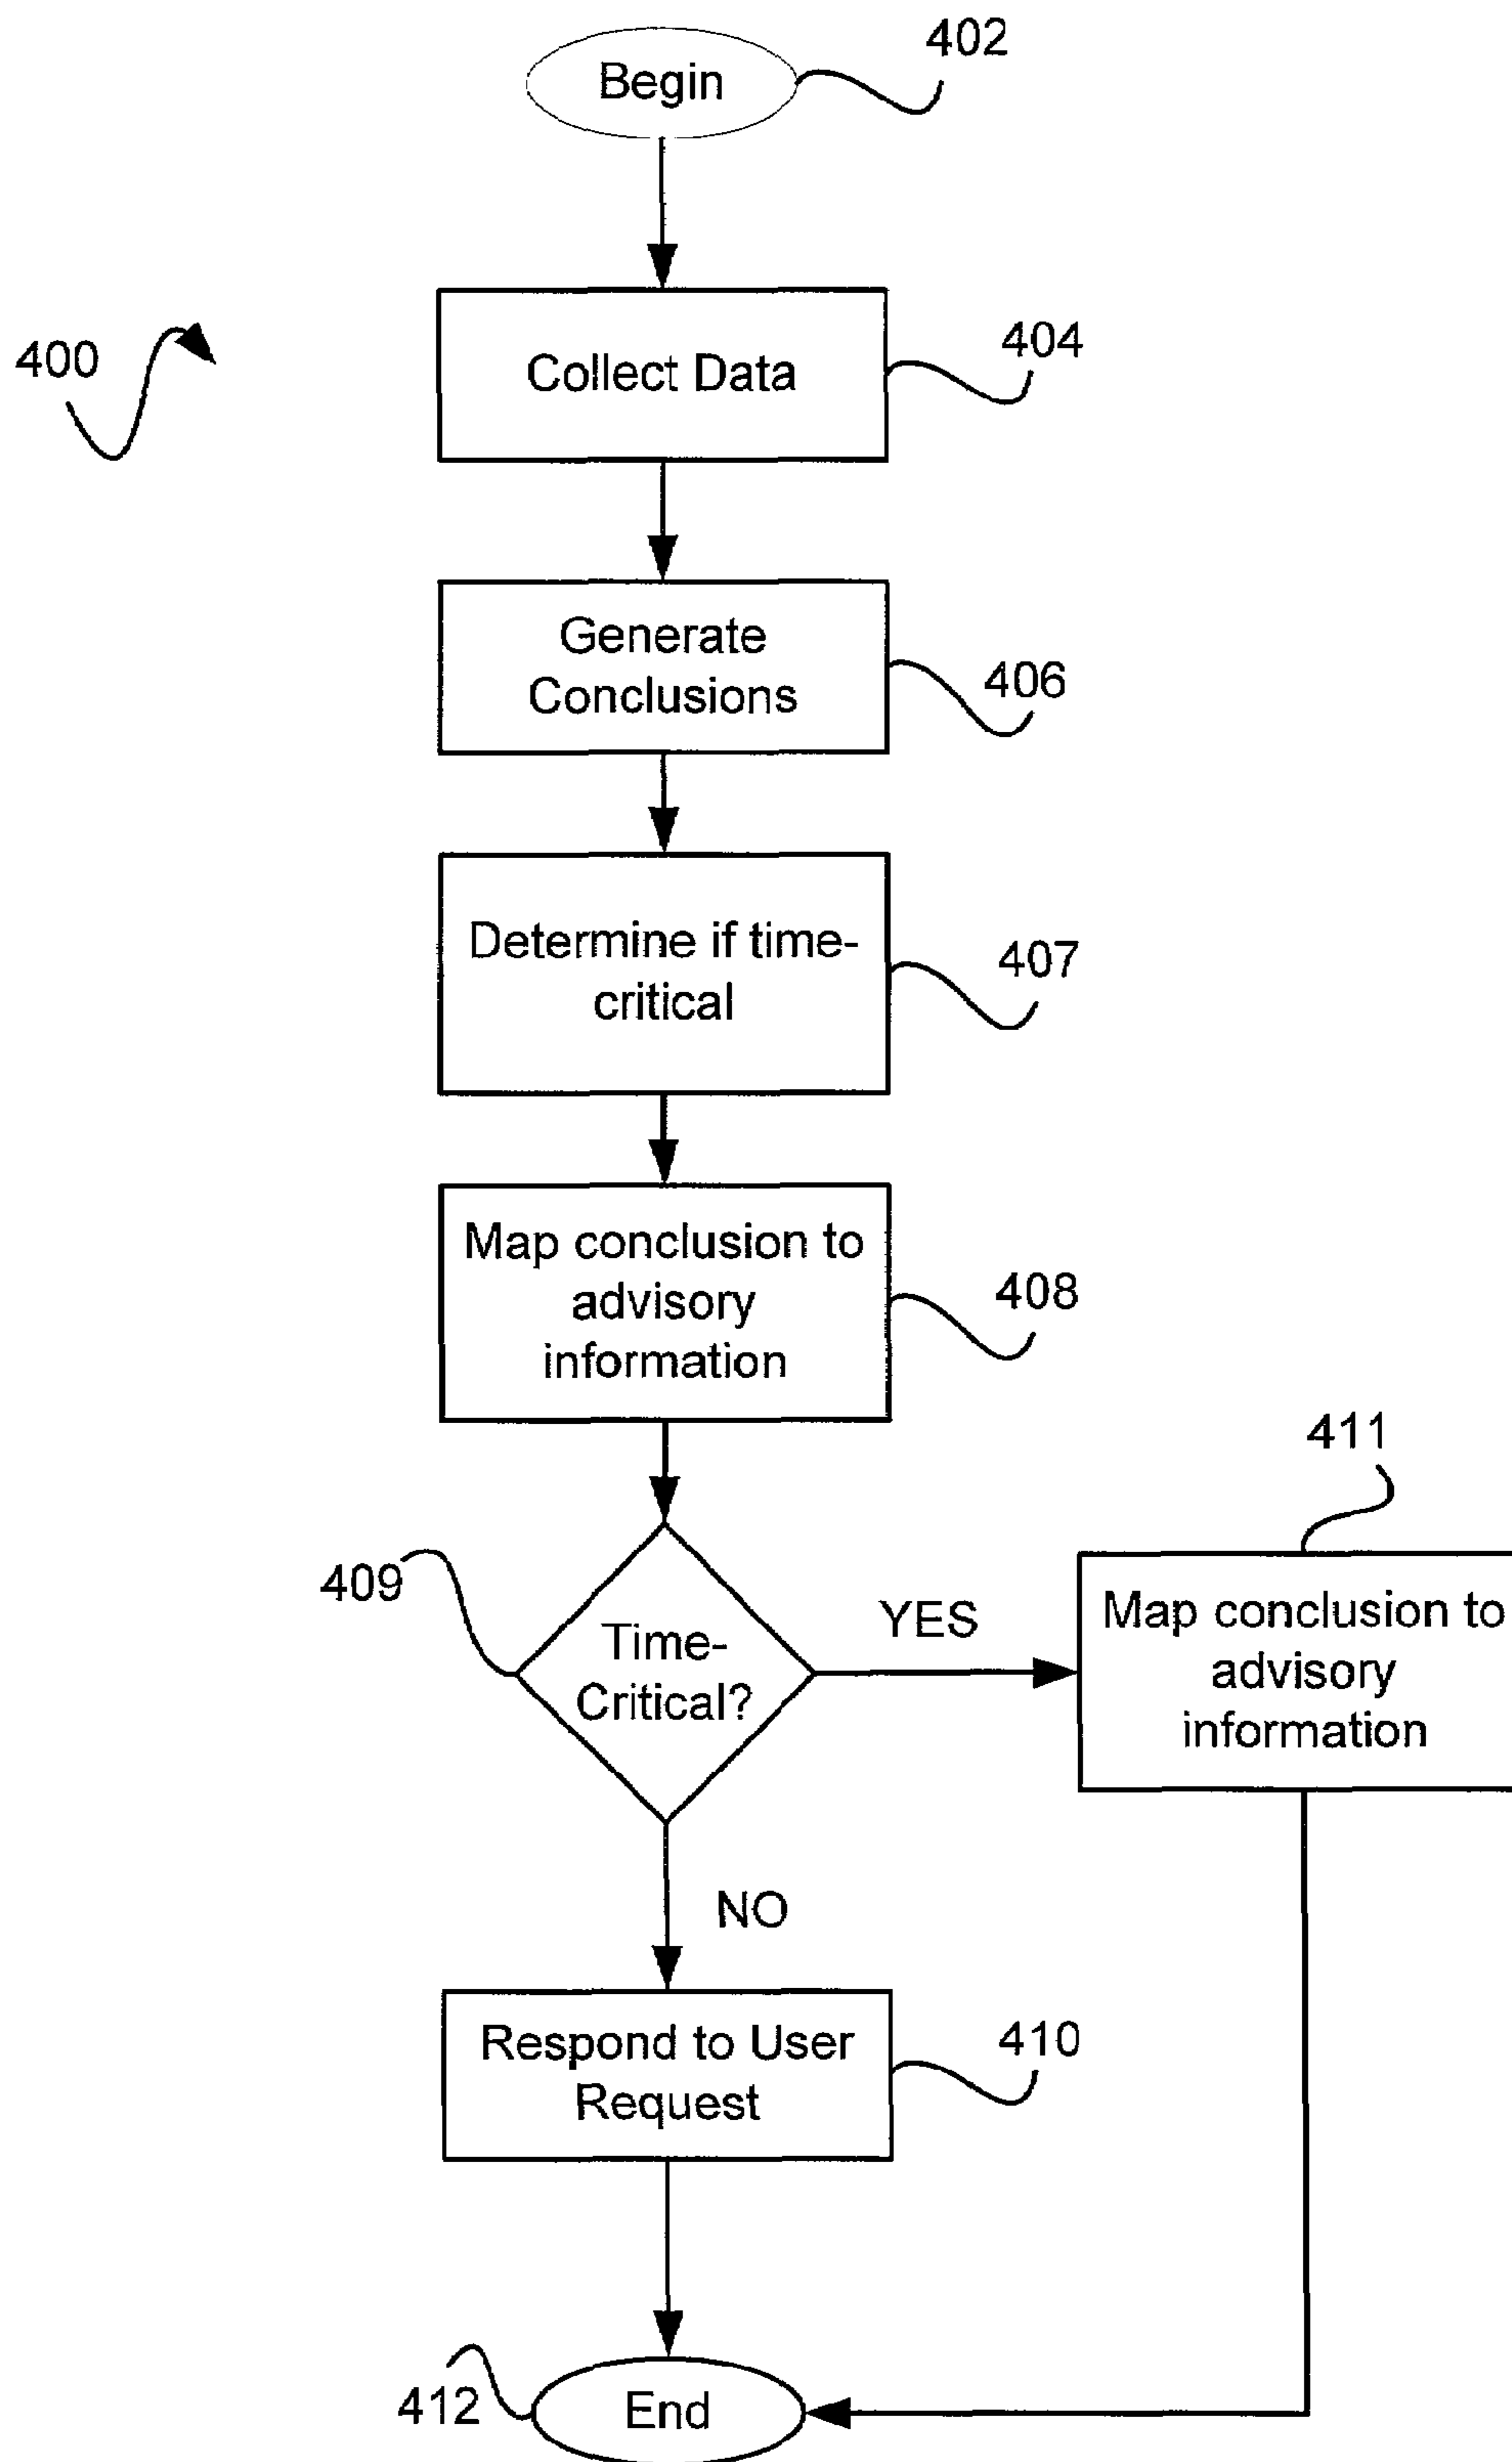 Begin
402
400
Collect Data
404
Generate
Conclusions
406
Determine if time-
critical
407
Map conclusion to
advisory
information
408
409
Time-
Critical?
YES
411
Map conclusion to
advisory
information
NO
Respond to User
Request
410
412
End